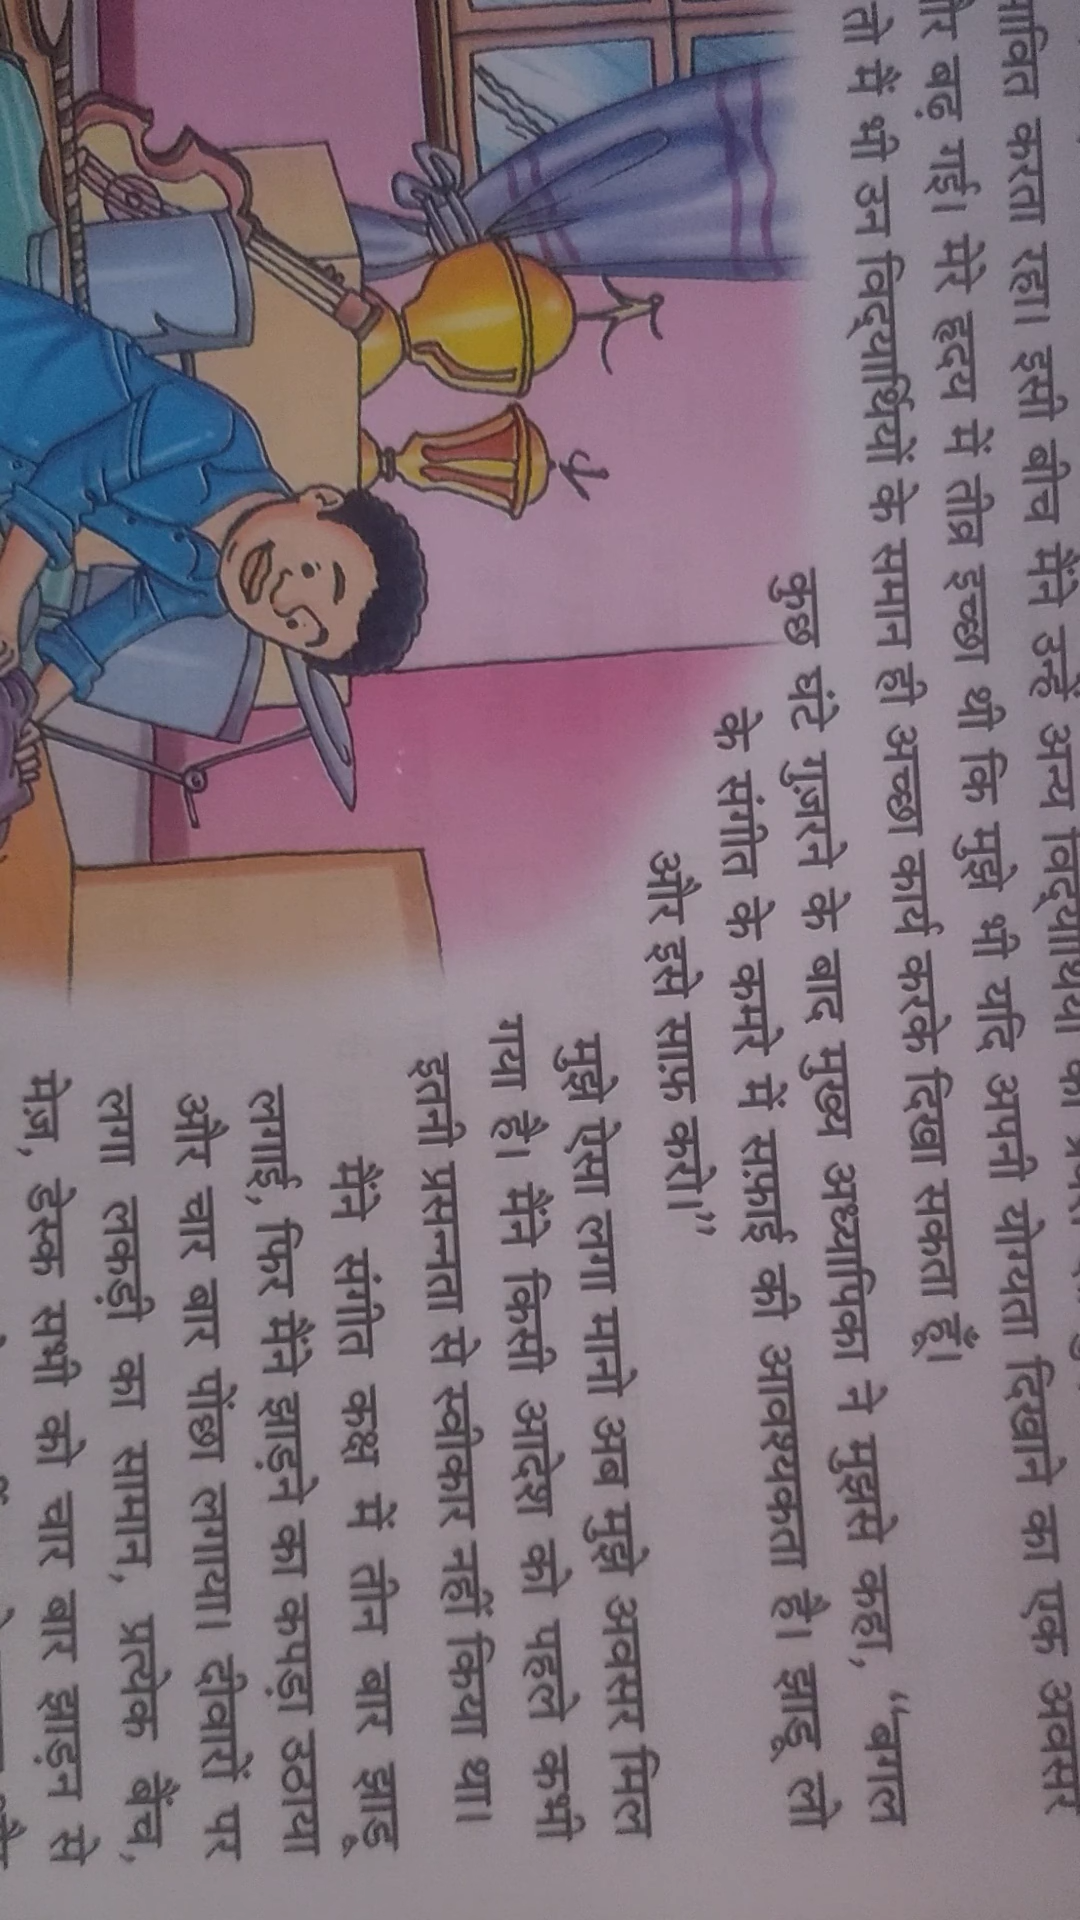 करता रहा। इसी बीच मैंने उन्हें अन्य
बढ़ गई। मेरे हृदय में तीव्र इच्छा थी कि मुझे भी यदि अपनी योग्यता दिखाने का एक अवसर
तो मैं भी उन विद्यार्थियों के समान ही अच्छा कार्य करके दिखा सकता हूँ।
कुछ घंटे गुज़रने के बाद मुख्य अध्यापिका ने मुझसे कहा, “बगल
के संगीत के कमरे में सफ़ाई की आवश्यकता है। झाड़ू लो
और इसे साफ़ करो।”
मुझे ऐसा लगा मानो अब मुझे अवसर मिल
गया है। मैंने किसी आदेश को पहले कभी
इतनी प्रसन्नता से स्वीकार नहीं किया था।
मैंने संगीत कक्ष में तीन बार झाड़ू
लगाई, फिर मैंने झाड़ने का कपड़ा उठाया
और चार बार पोंछा लगाया। दीवारों पर
लगा लकड़ी का सामान, प्रत्येक बेंच,
मेज़, डेस्क सभी को चार बार झाड़न से